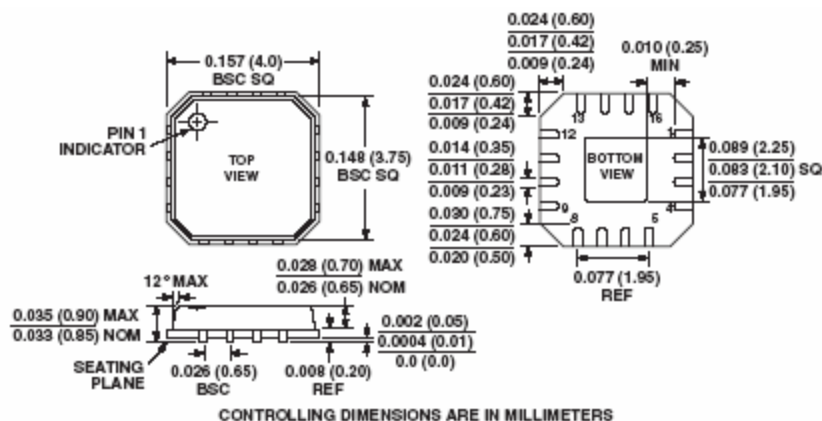 0.157 (4.0)
BSC SQ
PIN 1
INDICATOR
TOP
VIEW
0.148 (3.75)
BSC SQ
0.024 (0.60)
0.017 (0.42)
0.009 (0.24)
0.010 (0.25)
MIN
0.024 (0.60)
0.017 (0.42)
0.009 (0.24)
0.014 (0.35)
0.011 (0.28)
0.009 (0.23)
0.030 (0.75)
0.024 (0.60)
0.020 (0.50)
13
16
12
1
BOTTOM
VIEW
9
4
8
5
0.089 (2.25)
0.083 (2.10) SQ
0.077 (1.95)
0.077 (1.95)
REF
12° MAX
0.028 (0.70) MAX
0.026 (0.65) NOM
0.035 (0.90) MAX
0.033 (0.85) NOM
SEATING
PLANE
0.026 (0.65)
BSC
0.008 (0.20)
REF
0.002 (0.05)
0.0004 (0.01)
0.0 (0.0)
CONTROLLING DIMENSIONS ARE IN MILLIMETERS